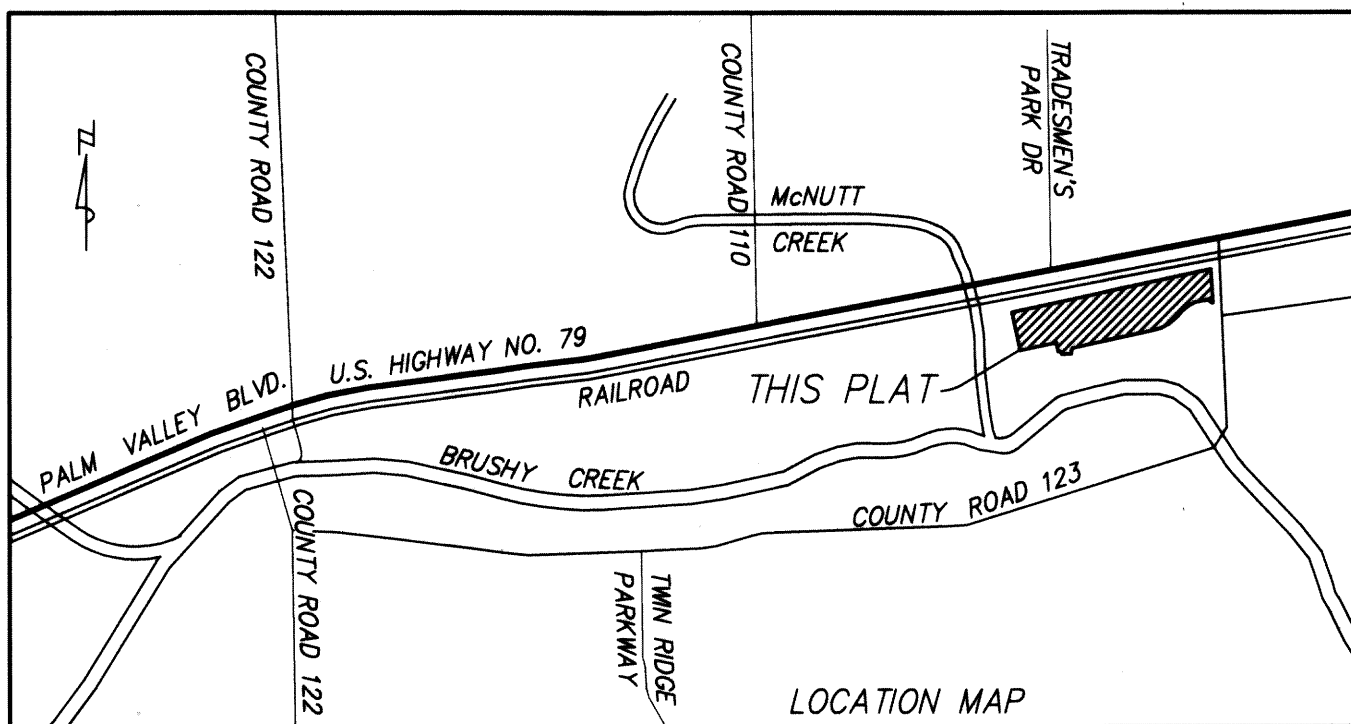 COUNTY ROAD 122
COUNTY ROAD 110
TRADESMEN'S
PARK DR
N
McNUTT
CREEK
U.S. HIGHWAY NO. 79
PALM VALLEY BLVD.
RAILROAD
THIS PLAT
BRUSHY CREEK
COUNTY ROAD 123
COUNTY ROAD 122
TWIN RIDGE
PARKWAY
LOCATION MAP